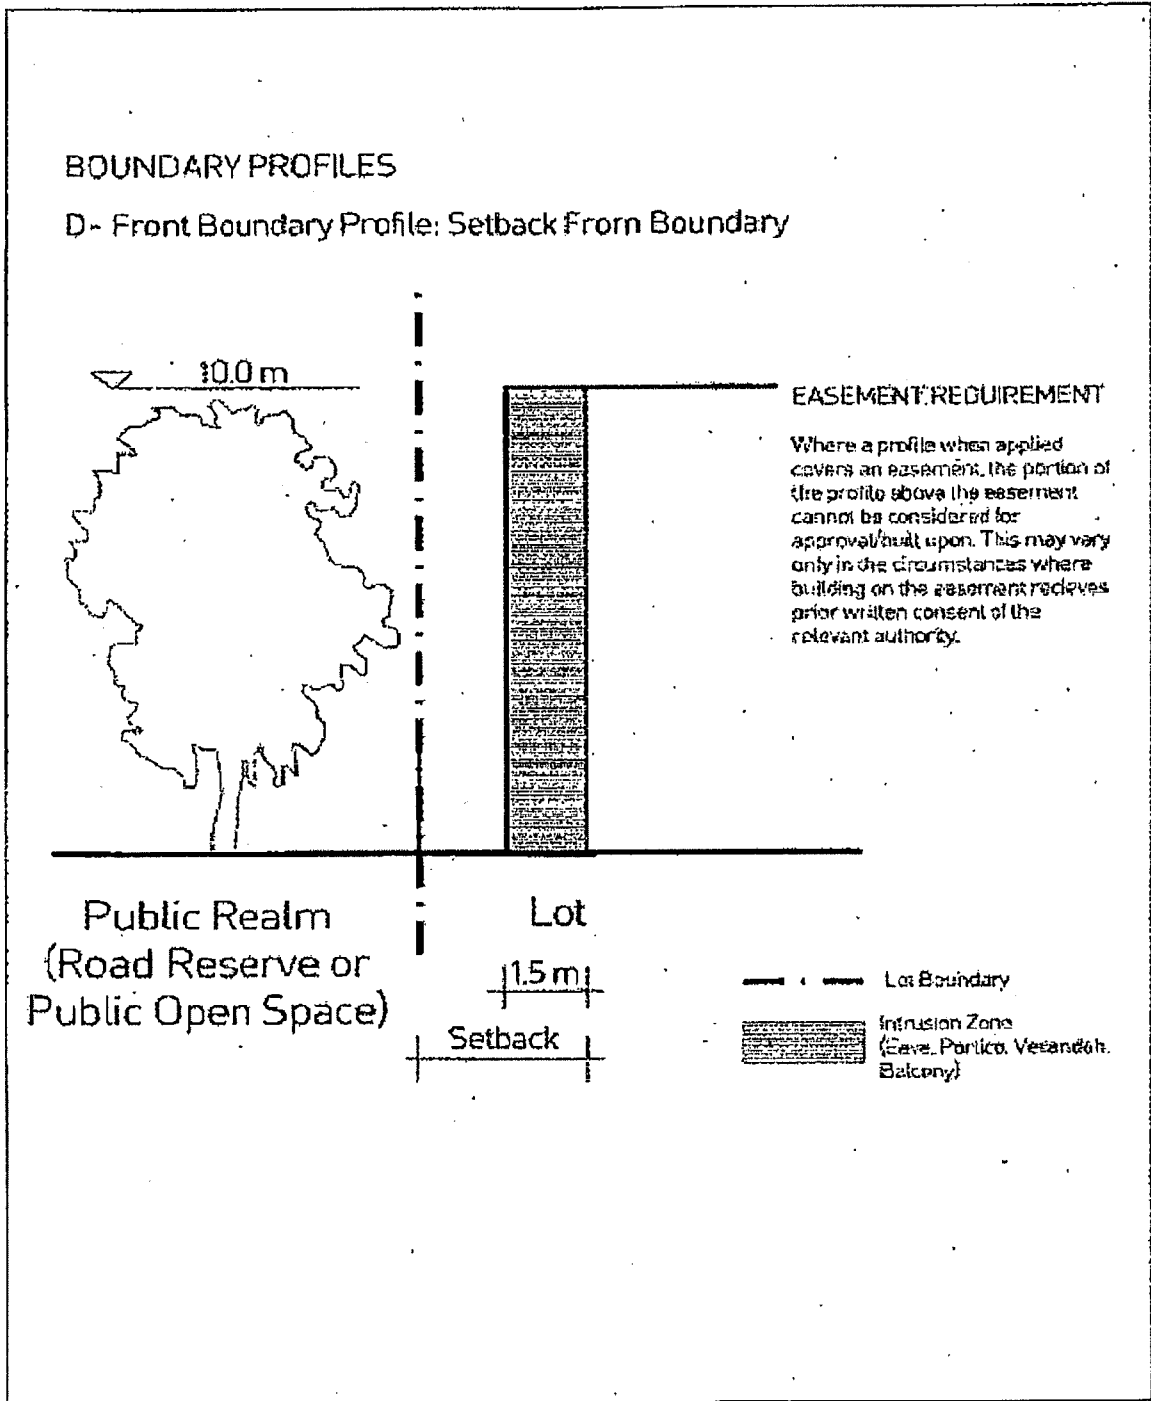 BOUNDARY PROFILES
D- Front Boundary Profile: Setback From Boundary
10.0 m
EASEMENT REQUIREMENT
Where a profile when applied
covers an easement, the portion of
the profile above the easement
cannot be considered for
approval/built upon. This may vary
only in the circumstances where
building on the easement recieves
prior written consent of the
relevant authority.
Public Realm
(Road Reserve or
Public Open Space)
Lot
1.5 m
Setback
Lot Boundary
Intrusion Zone
(Eave, Portico, Verandah,
Balcony)